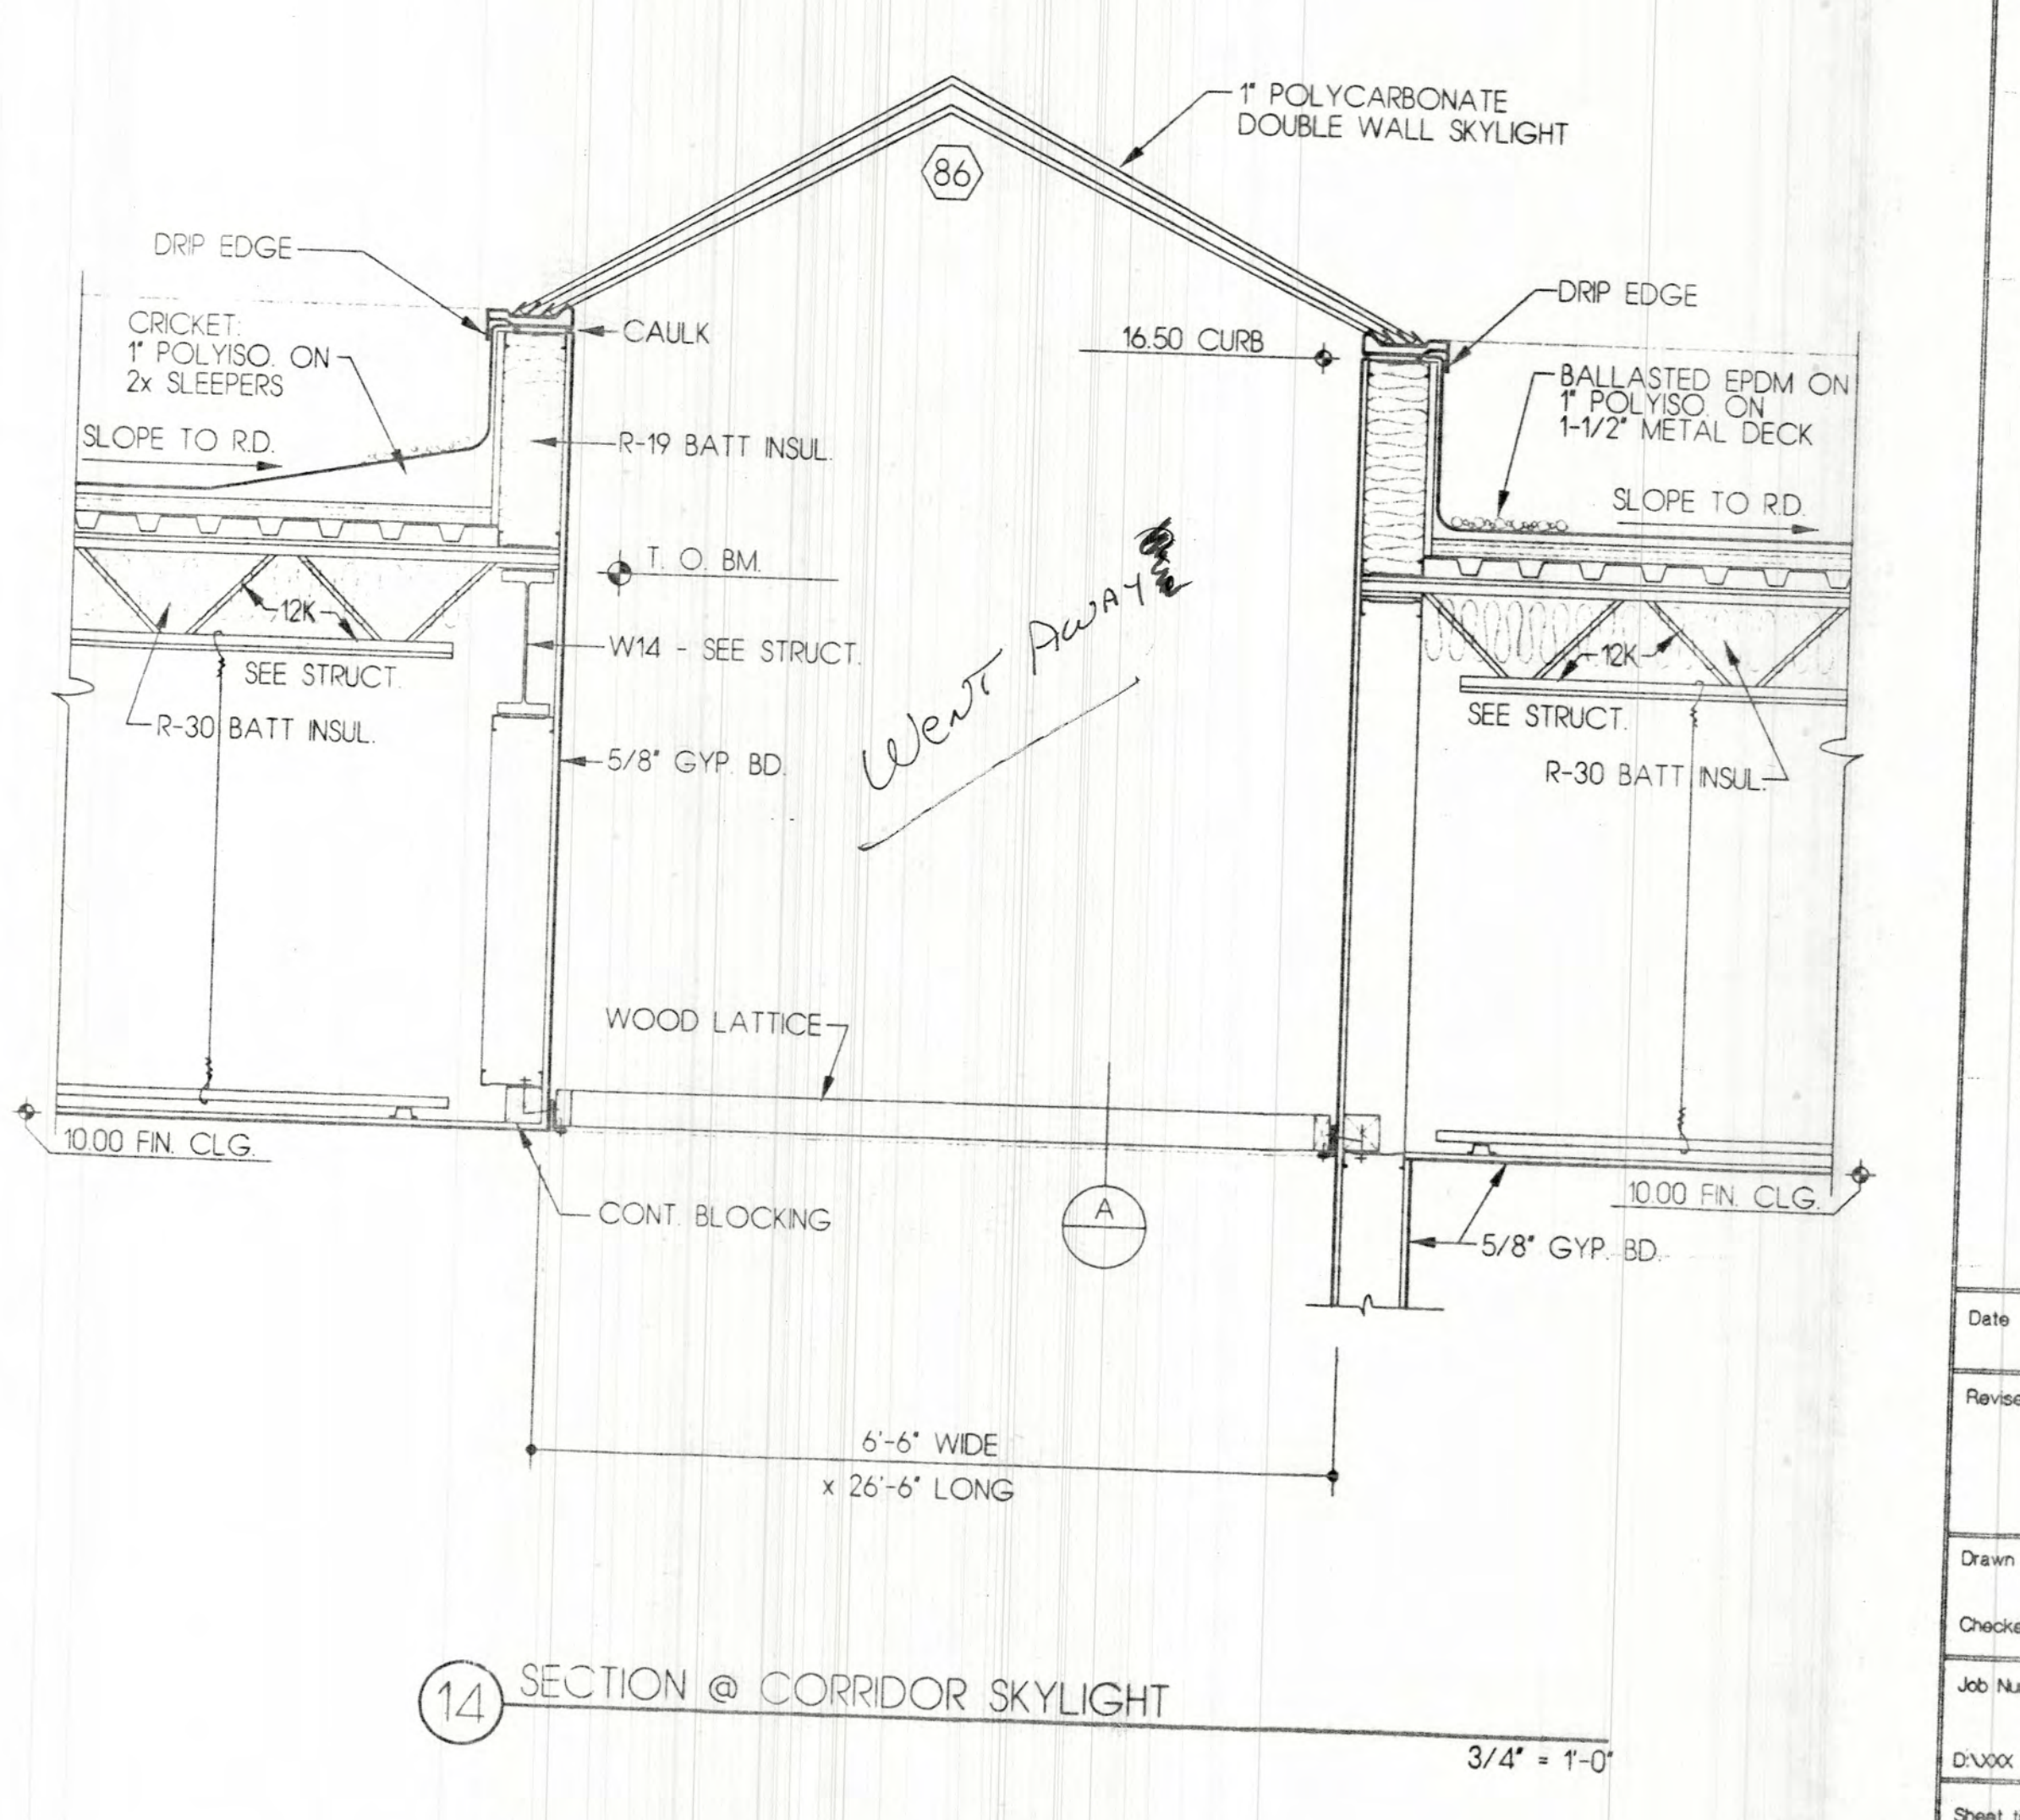 1" POLYCARBONATE
DOUBLE WALL SKYLIGHT
86
DRIP EDGE
DRIP EDGE
CRICKET:
1" POLYISO. ON
2x SLEEPERS
CAULK
16.50 CURB
BALLASTED EPDM ON
1" POLYISO. ON
1-1/2" METAL DECK
SLOPE TO R.D.
R-19 BATT INSUL.
SLOPE TO R.D.
T. O. BM.
WENT AWAY
12K
SEE STRUCT.
W14 - SEE STRUCT.
12K
SEE STRUCT.
R-30 BATT INSUL.
5/8" GYP. BD.
R-30 BATT INSUL.
WOOD LATTICE
10.00 FIN. CLG.
10.00 FIN. CLG.
CONT. BLOCKING
A
5/8" GYP. BD.
6'-6" WIDE
x 26'-6" LONG
14
SECTION @ CORRIDOR SKYLIGHT
3/4" = 1'-0"
Date
Revise
Drawn
Checke
Job Nu
D:\XXX
Sheet